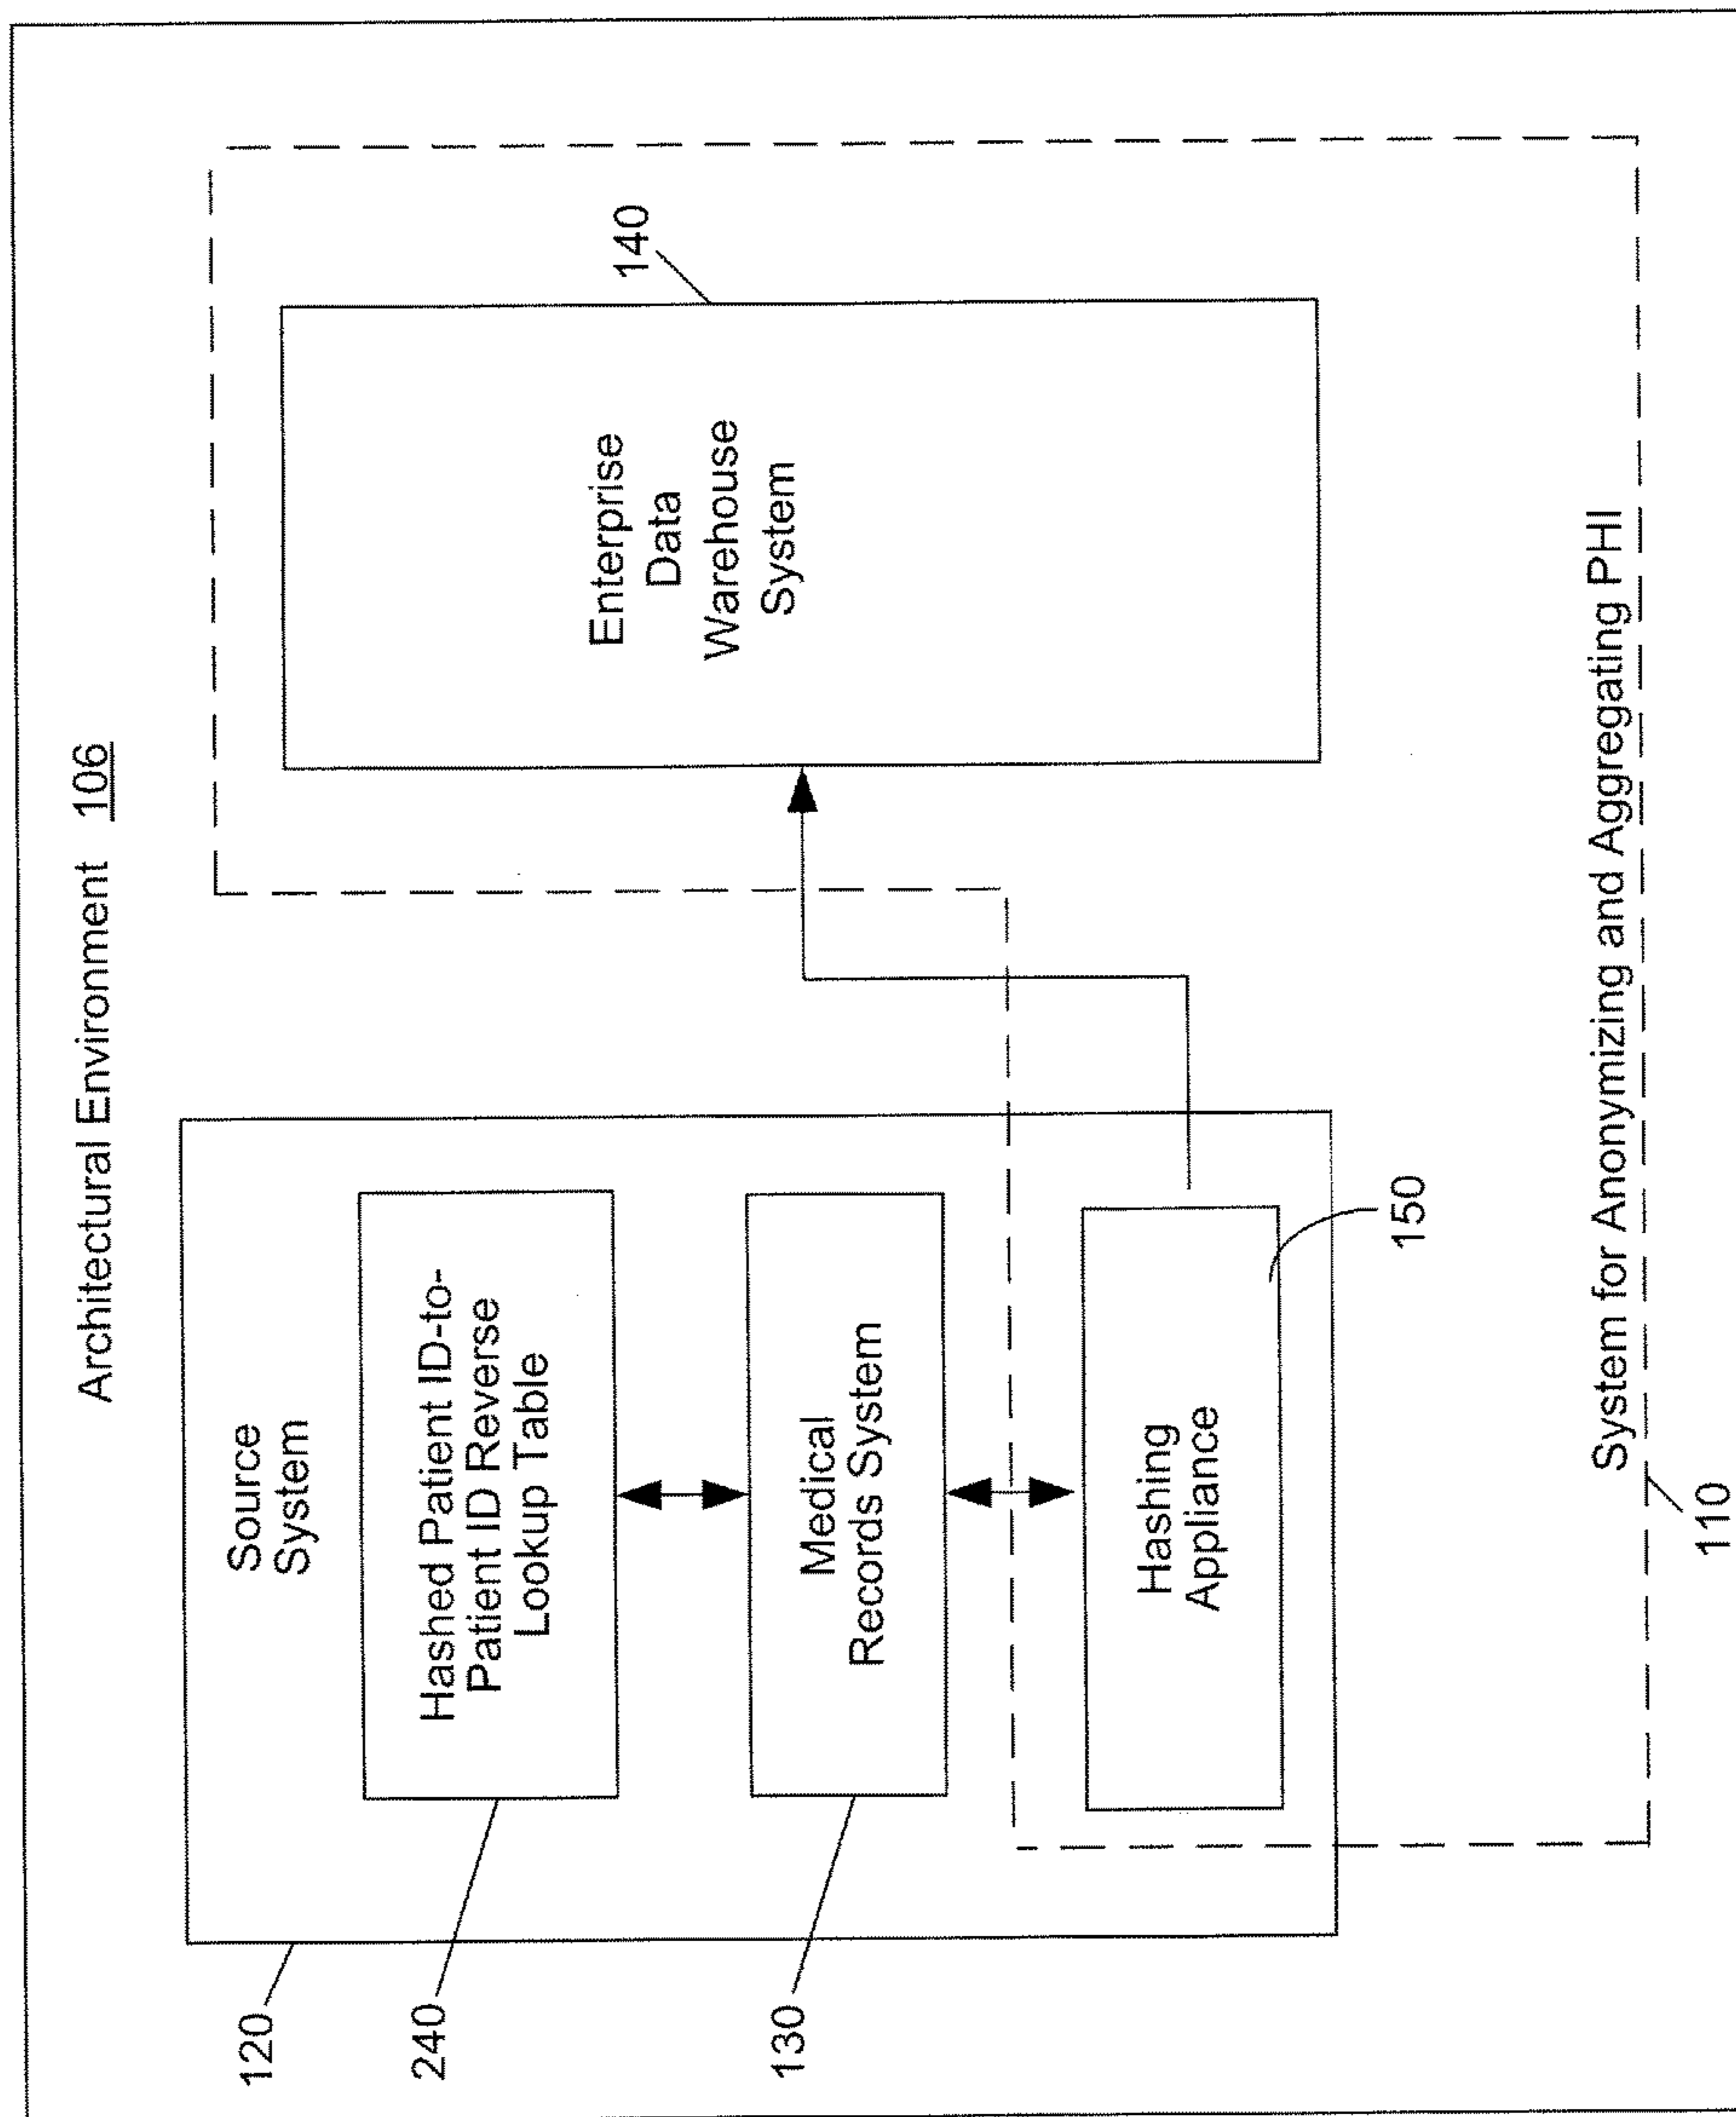 Architectural Environment 106
Source
System
120
Hashed Patient ID-to-
Patient ID Reverse
Lookup Table
240
Medical
Records System
130
Hashing
Appliance
150
Enterprise
Data
Warehouse
System
140
System for Anonymizing and Aggregating PHI
110